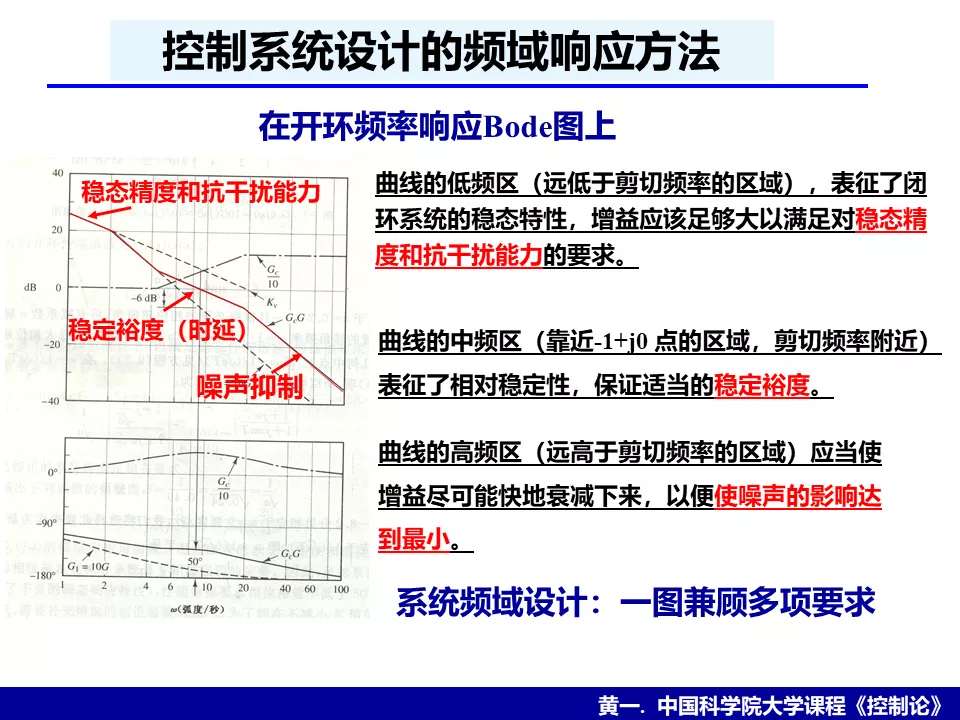 控制系统设计的频域响应方法
在开环频率响应Bode图上
40
20
dB 0
-20
-40
稳态精度和抗干扰能力
Gc
10
-6 dB
Kv
GcG
稳定裕度（时延）
噪声抑制
0°
-90°
-180°
Gc
10
GcG
G1 = 10G
50°
1 2 4 6 10 20 40 60 100
ω(弧度/秒)
曲线的低频区（远低于剪切频率的区域），表征了闭
环系统的稳态特性，增益应该足够大以满足对稳态精
度和抗干扰能力的要求。
曲线的中频区（靠近-1+j0 点的区域，剪切频率附近）
表征了相对稳定性，保证适当的稳定裕度。
曲线的高频区（远高于剪切频率的区域）应当使
增益尽可能快地衰减下来，以便使噪声的影响达
到最小。
系统频域设计：一图兼顾多项要求
黄一. 中国科学院大学课程《控制论》